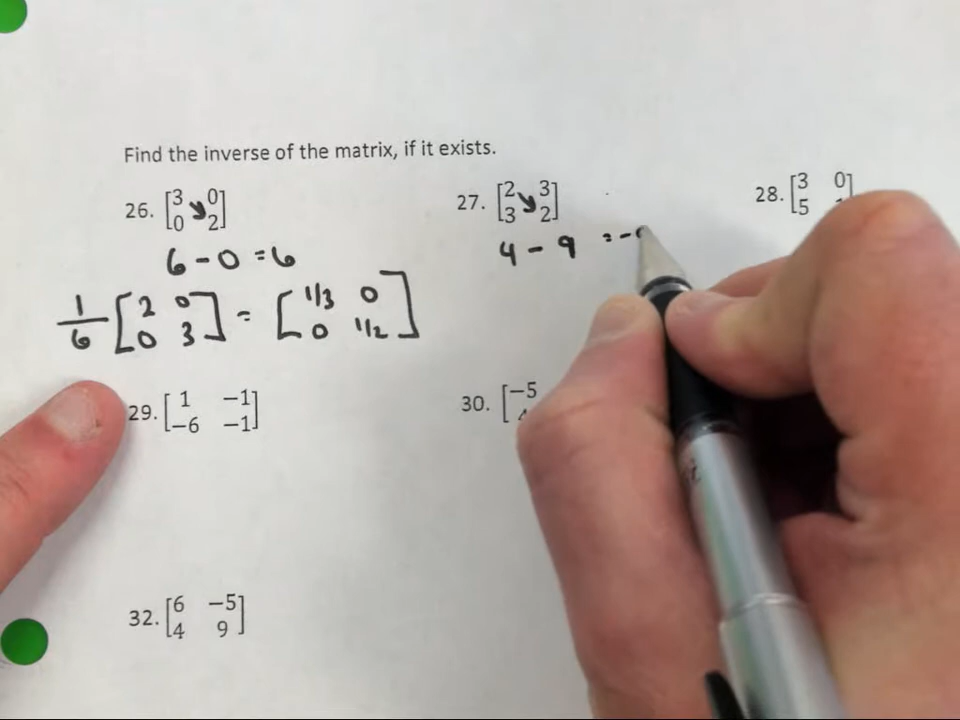 Find the inverse of the matrix, if it exists.
26. [3 0]
[0 2]
6 - 0 = 6
1/6 [2 0] = [1/3 0]
[0 3] [0 1/2]
27. [2 3]
[3 2]
4 - 9 = -
28. [3 0]
[5
29. [1 −1]
[−6 −1]
30. [−5
32. [6 −5]
[4 9]